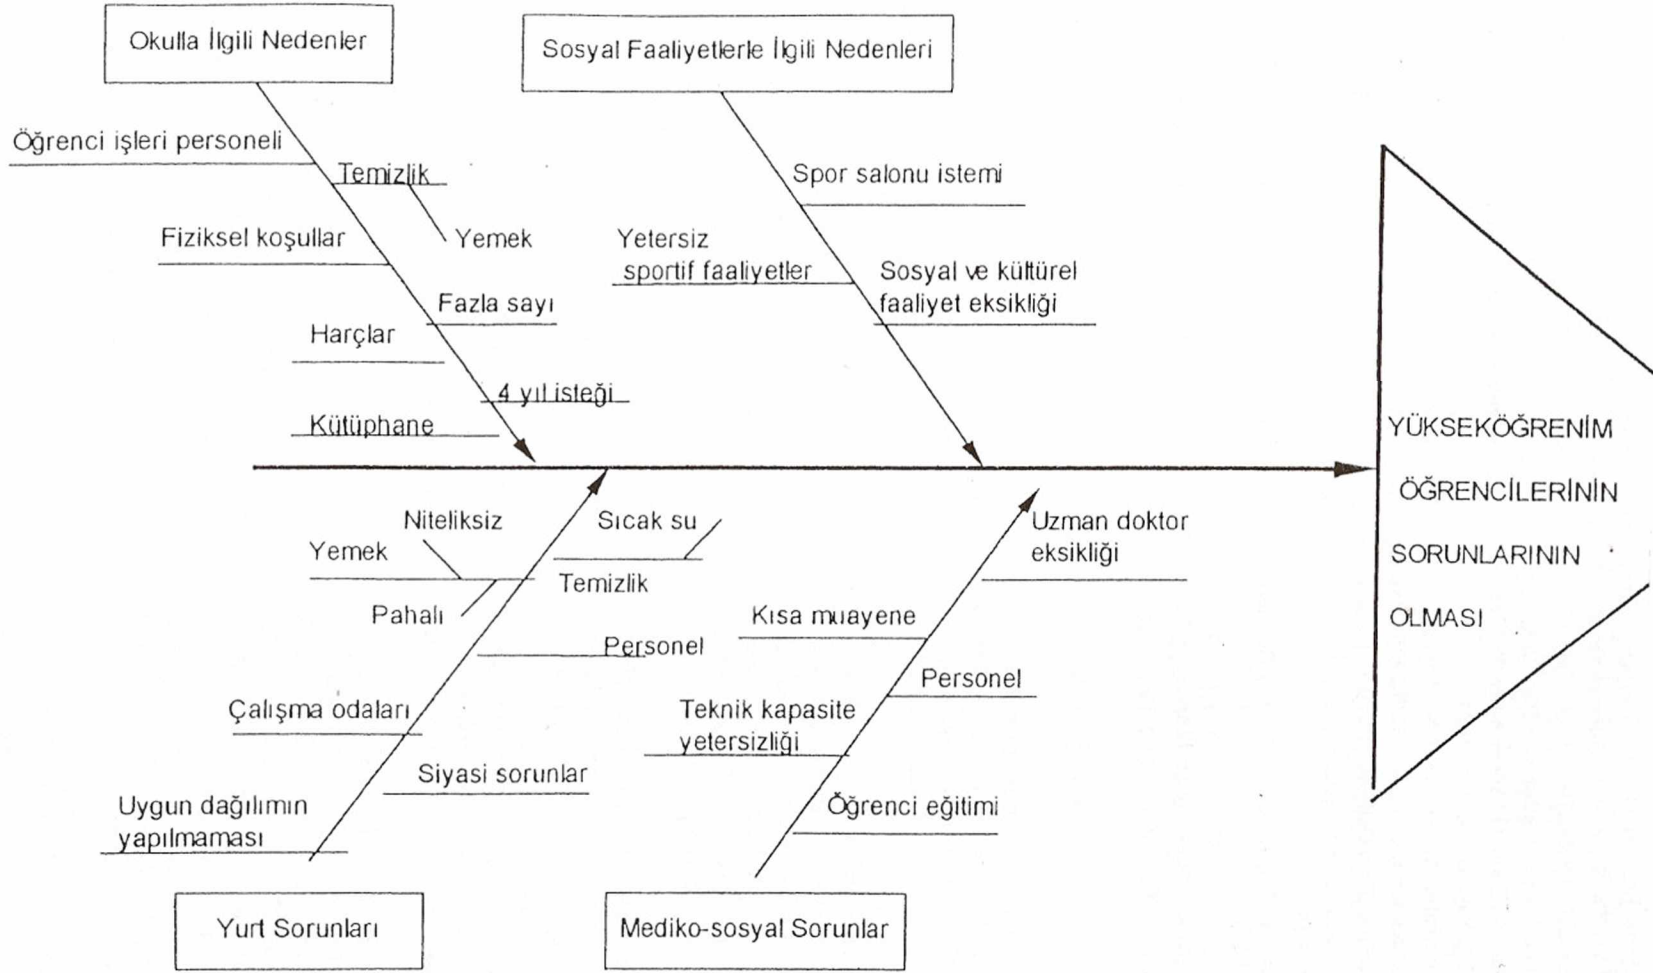 Okulla İlgili Nedenler
Sosyal Faaliyetlerle İlgili Nedenleri
Öğrenci işleri personeli
Temizlik
Yemek
Fiziksel koşullar
Fazla sayı
Harçlar
4 yıl isteği
Kütüphane
Spor salonu istemi
Yetersiz
sportif faaliyetler
Sosyal ve kültürel
faaliyet eksikliği
YÜKSEKÖĞRENİM
ÖĞRENCİLERİNİN
SORUNLARININ
OLMASI
Niteliksiz
Yemek
Pahalı
Sıcak su
Temizlik
Personel
Çalışma odaları
Siyasi sorunlar
Uygun dağılımın
yapılmaması
Yurt Sorunları
Uzman doktor
eksikliği
Kısa muayene
Personel
Teknik kapasite
yetersizliği
Öğrenci eğitimi
Mediko-sosyal Sorunlar